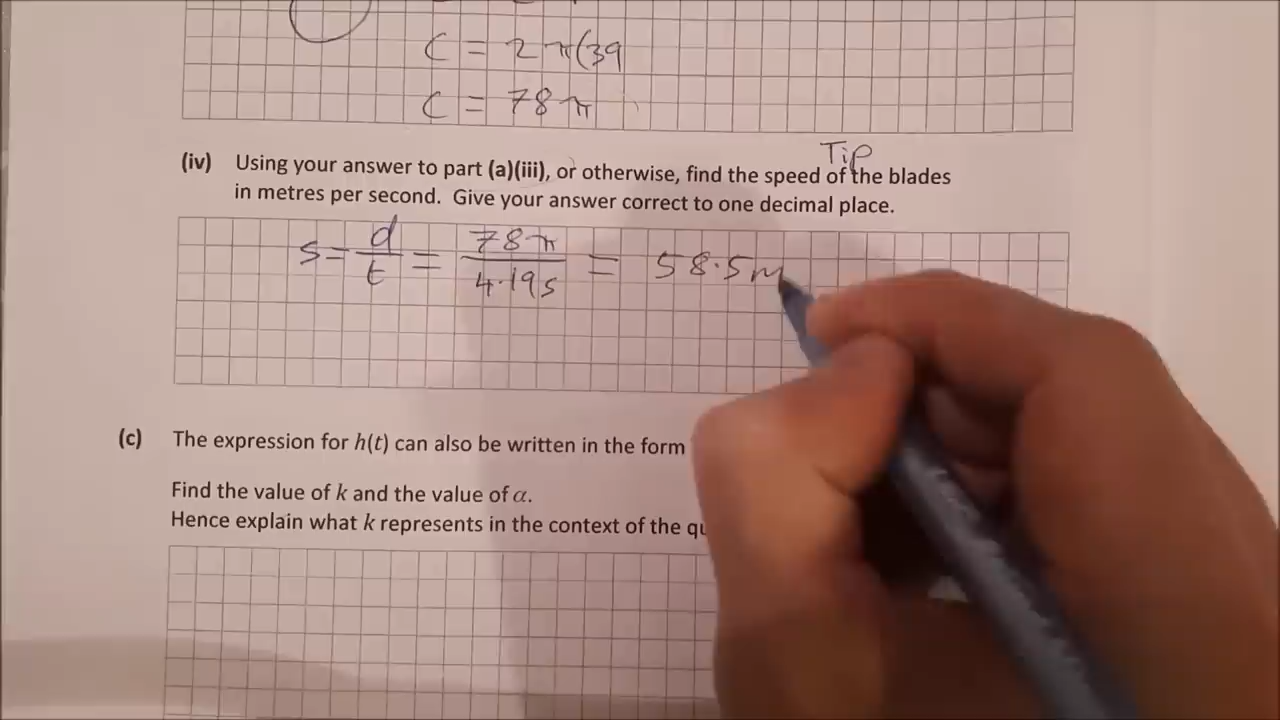 C = 2π(39
C = 78π
Tip
(iv) Using your answer to part (a)(iii), or otherwise, find the speed of the blades
in metres per second. Give your answer correct to one decimal place.
s = d/t = 78π/4.19s = 58.5m
(c) The expression for h(t) can also be written in the form
Find the value of k and the value of α.
Hence explain what k represents in the context of the qu